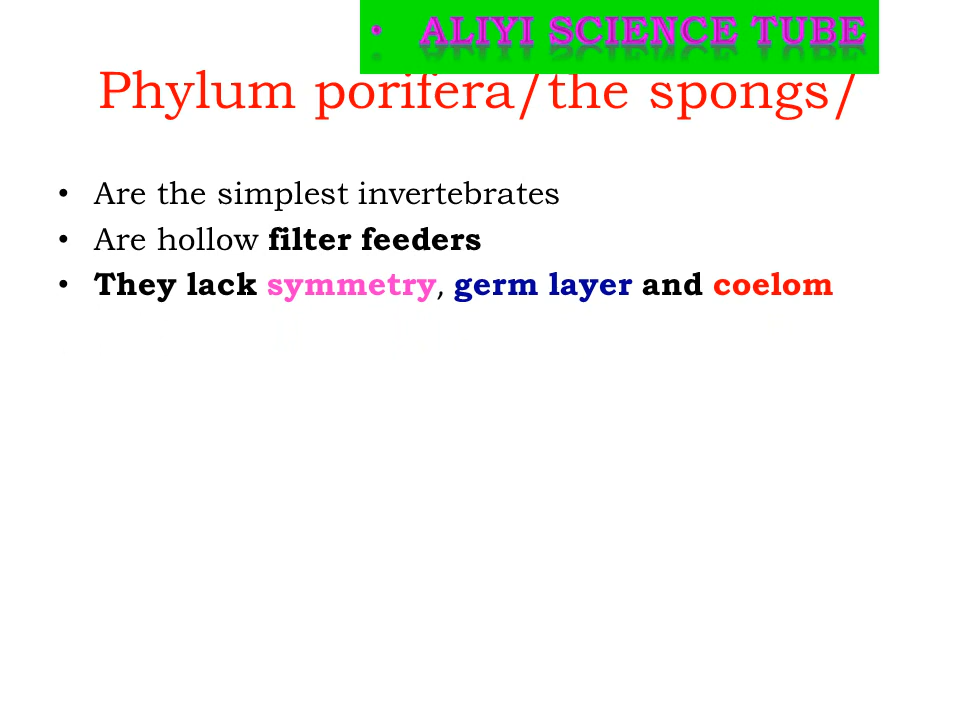 • ALIYI SCIENCE TUBE
Phylum porifera/the spongs/
• Are the simplest invertebrates
• Are hollow filter feeders
• They lack symmetry, germ layer and coelom